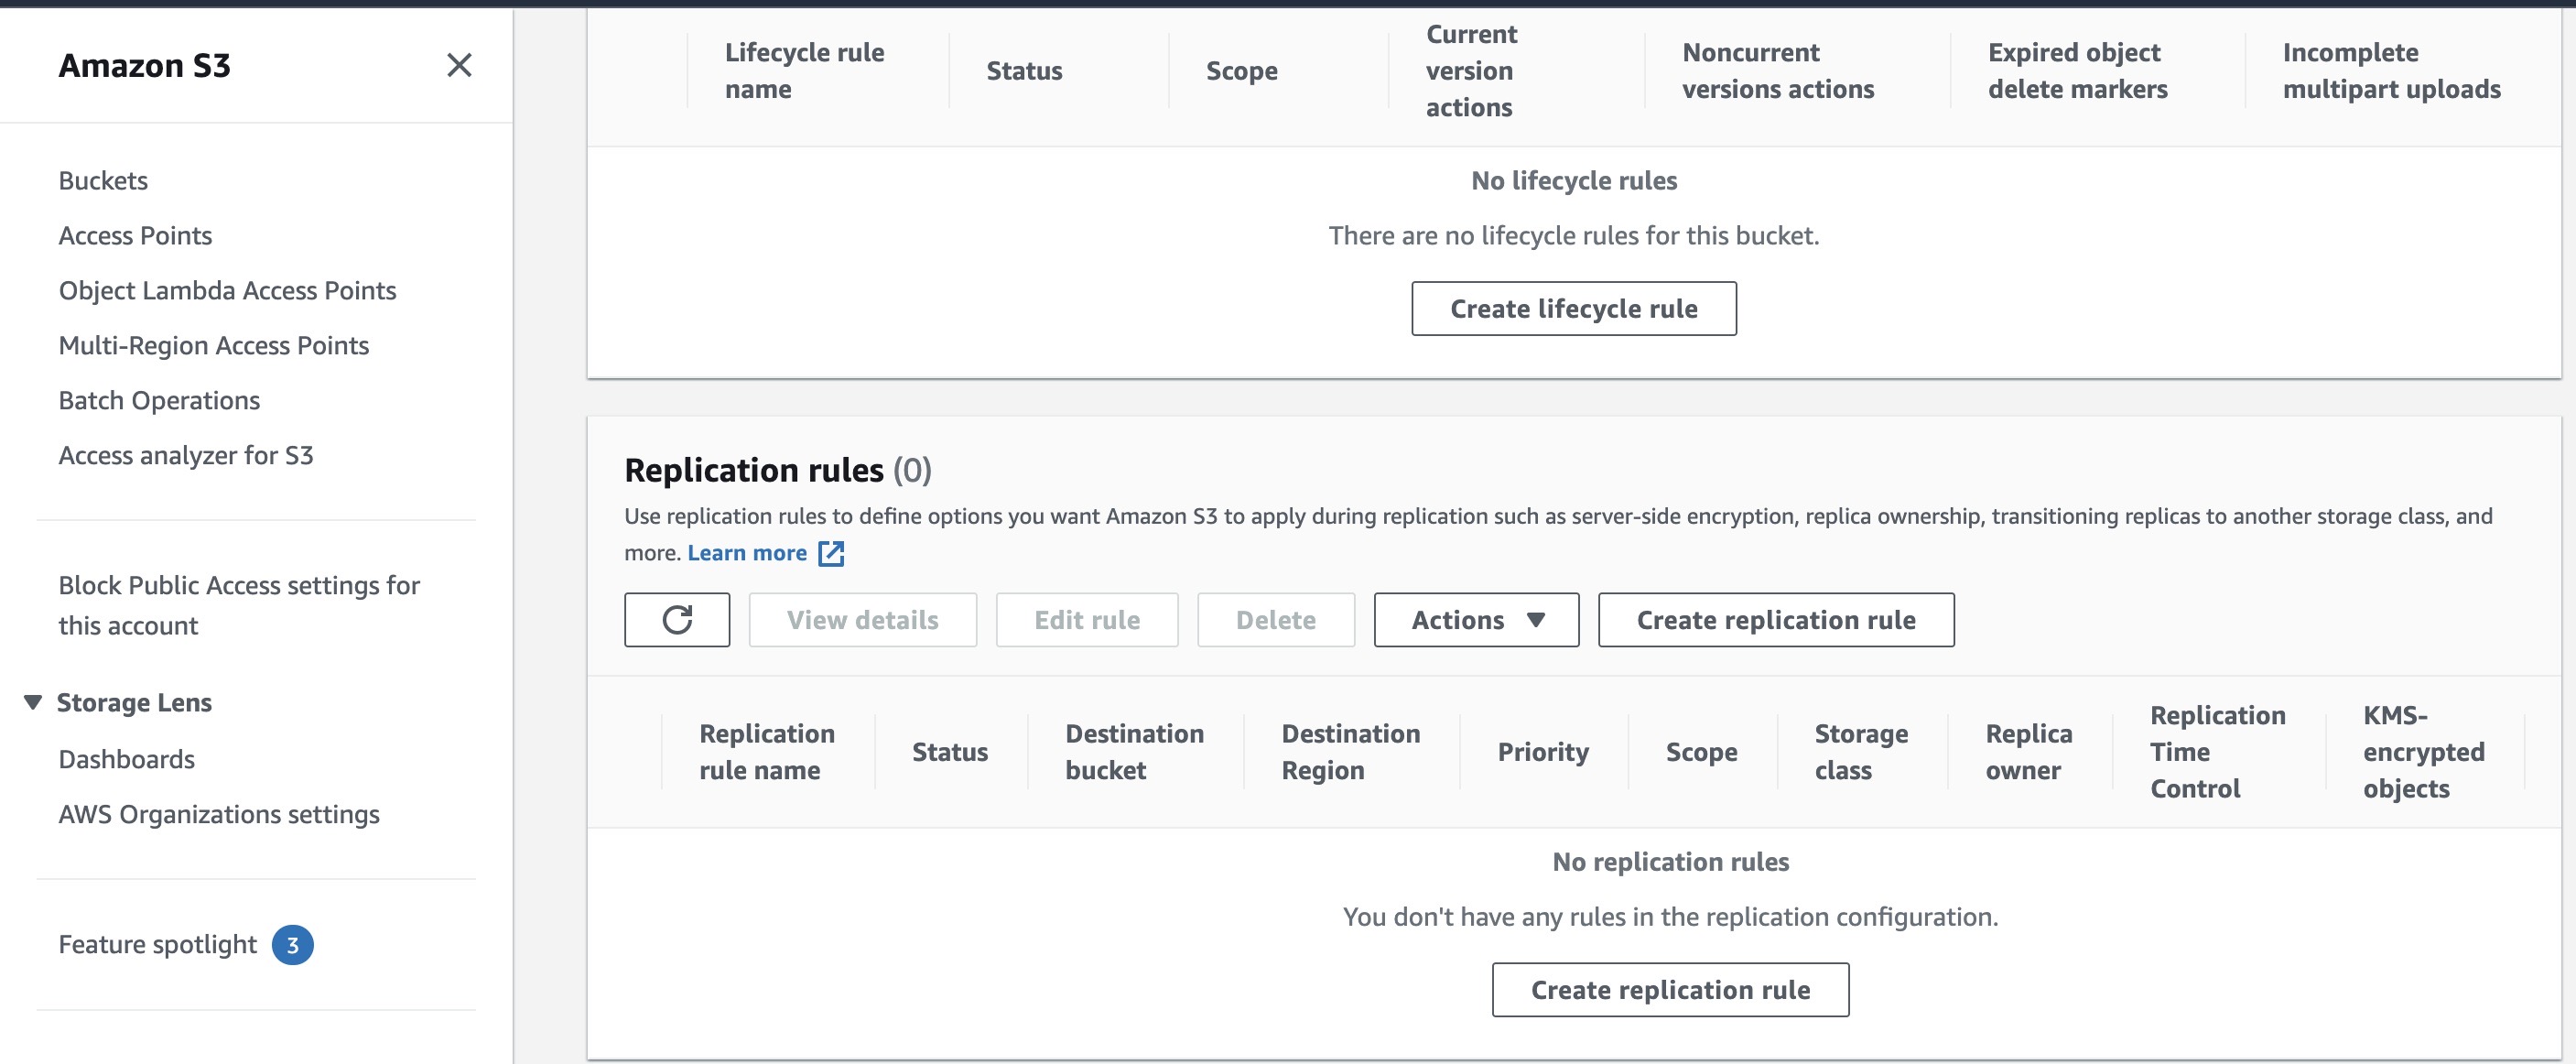 Amazon S3
Buckets
Access Points
Object Lambda Access Points
Multi-Region Access Points
Batch Operations
Access analyzer for S3
Block Public Access settings for
this account
Storage Lens
Dashboards
AWS Organizations settings
Feature spotlight 3
Lifecycle rule
name
Status
Scope
Current
version
actions
Noncurrent
versions actions
Expired object
delete markers
Incomplete
multipart uploads
No lifecycle rules
There are no lifecycle rules for this bucket.
Create lifecycle rule
Replication rules (0)
Use replication rules to define options you want Amazon S3 to apply during replication such as server-side encryption, replica ownership, transitioning replicas to another storage class, and
more. Learn more
View details
Edit rule
Delete
Actions
Create replication rule
Replication
rule name
Status
Destination
bucket
Destination
Region
Priority
Scope
Storage
class
Replica
owner
Replication
Time
Control
KMS-
encrypted
objects
No replication rules
You don't have any rules in the replication configuration.
Create replication rule